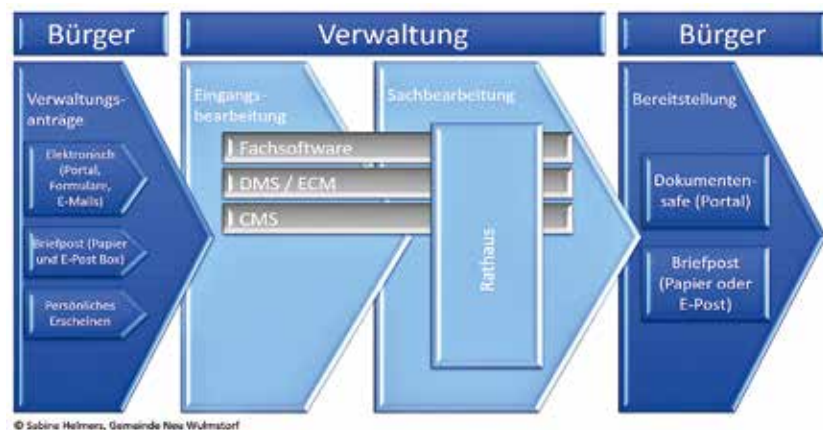 Bürger
Verwaltung
Bürger
Verwaltungs-
anträge
Elektronisch
(Portal,
Formulare,
E-Mails)
Briefpost (Papier
und E-Post Box)
Persönliches
Erscheinen
Eingangs-
bearbeitung
Sachbearbeitung
Fachsoftware
DMS / ECM
CMS
Rathaus
Bereitstellung
Dokumenten-
safe (Portal)
Briefpost
(Papier oder
E-Post)
© Sabine Helmers, Gemeinde Neu Wulmstorf